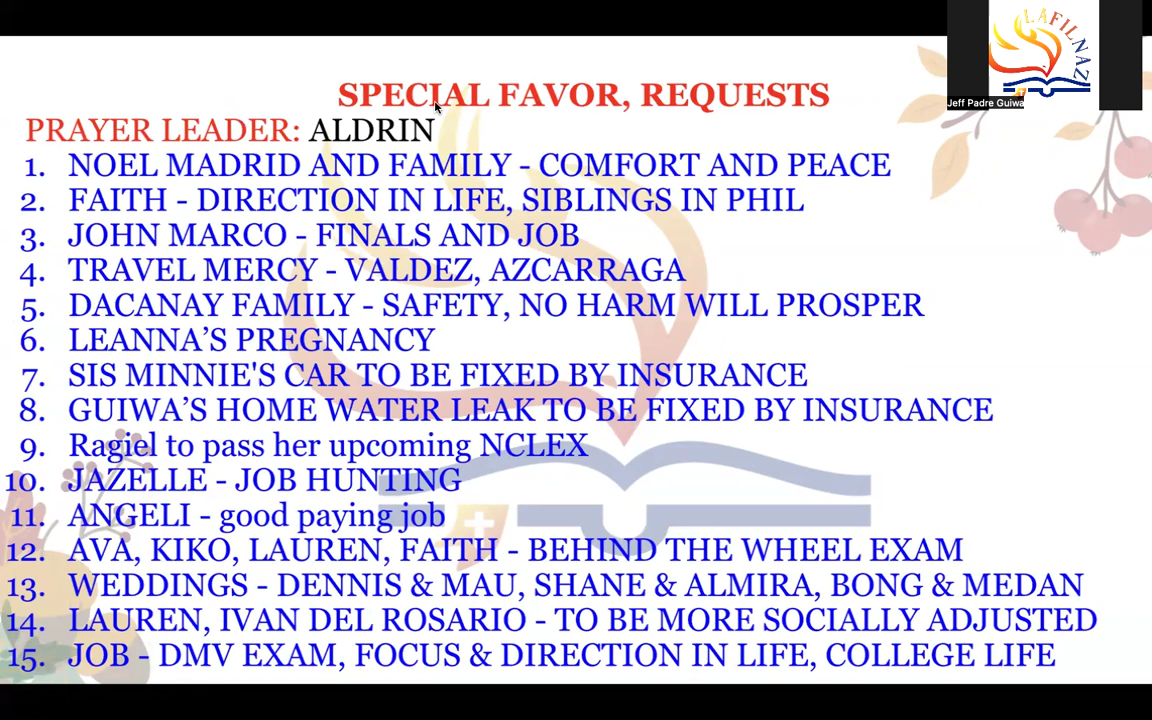 LAFILNAZ
Jeff Padre Guiwa
SPECIAL FAVOR, REQUESTS
PRAYER LEADER: ALDRIN
1. NOEL MADRID AND FAMILY - COMFORT AND PEACE
2. FAITH - DIRECTION IN LIFE, SIBLINGS IN PHIL
3. JOHN MARCO - FINALS AND JOB
4. TRAVEL MERCY - VALDEZ, AZCARRAGA
5. DACANAY FAMILY - SAFETY, NO HARM WILL PROSPER
6. LEANNA’S PREGNANCY
7. SIS MINNIE'S CAR TO BE FIXED BY INSURANCE
8. GUIWA’S HOME WATER LEAK TO BE FIXED BY INSURANCE
9. Ragiel to pass her upcoming NCLEX
10. JAZELLE - JOB HUNTING
11. ANGELI - good paying job
12. AVA, KIKO, LAUREN, FAITH - BEHIND THE WHEEL EXAM
13. WEDDINGS - DENNIS & MAU, SHANE & ALMIRA, BONG & MEDAN
14. LAUREN, IVAN DEL ROSARIO - TO BE MORE SOCIALLY ADJUSTED
15. JOB - DMV EXAM, FOCUS & DIRECTION IN LIFE, COLLEGE LIFE